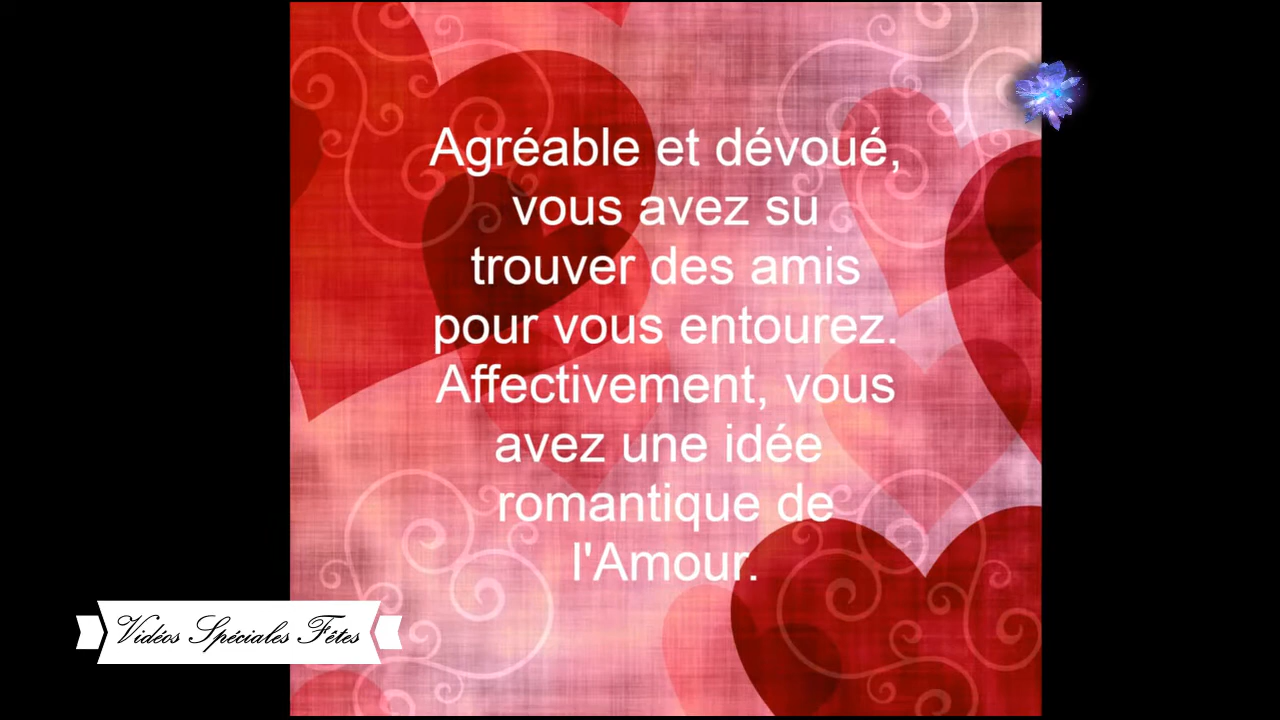 Agréable et dévoué,
vous avez su
trouver des amis
pour vous entourez.
Affectivement, vous
avez une idée
romantique de
l'Amour.
Vidéos Spéciales Fêtes